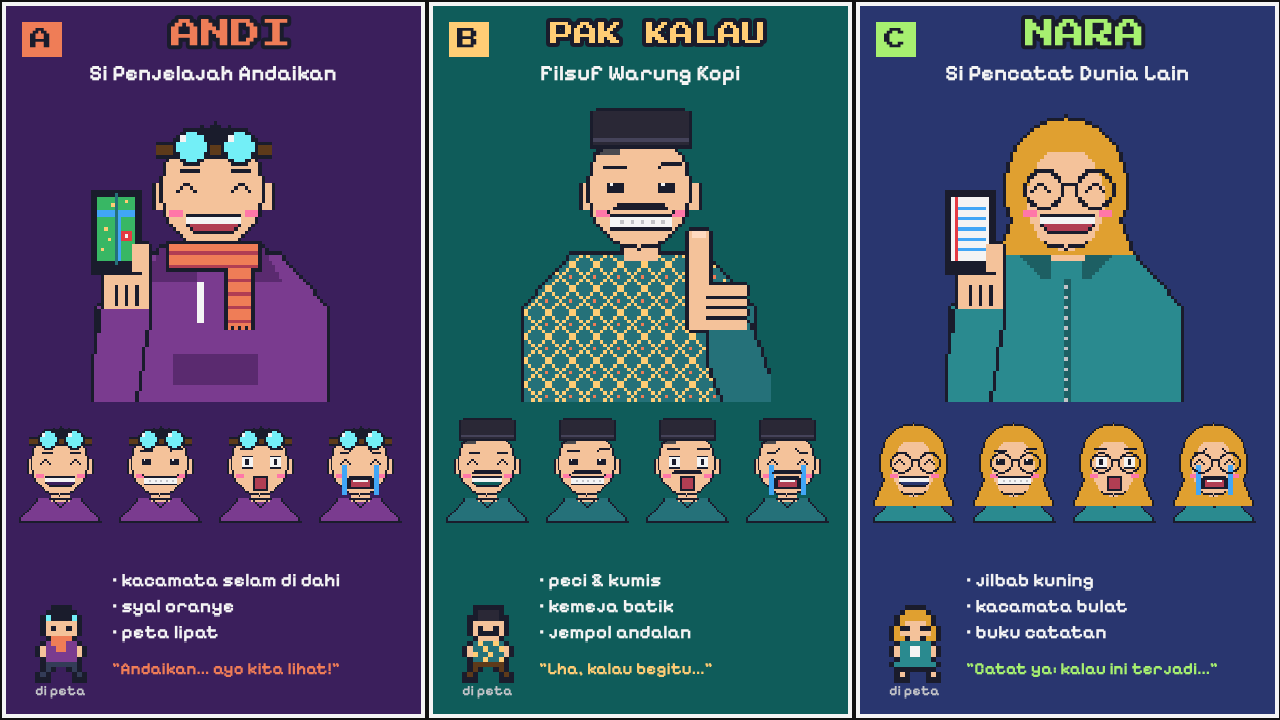 A
ANDI
Si Penjelajah Andaikan
· kacamata selam di dahi
· syal oranye
· peta lipat
"Andaikan... ayo kita lihat!"
di peta
B
PAK KALAU
Filsuf Warung Kopi
· peci & kumis
· kemeja batik
· jempol andalan
"Lha, kalau begitu..."
di peta
C
NARA
Si Pencatat Dunia Lain
· jilbab kuning
· kacamata bulat
· buku catatan
"Catat ya: kalau ini terjadi..."
di peta